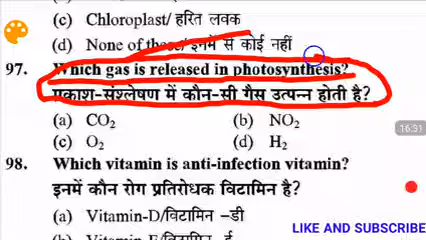 (c) Chloroplast/ हरित लवक
(d) None of these/ इनमें से कोई नहीं
97. Which gas is released in photosynthesis?
प्रकाश-संश्लेषण में कौन-सी गैस उत्पन्न होती है?
(a) CO₂ (b) NO₂
(c) O₂ (d) H₂
16:31
98. Which vitamin is anti-infection vitamin?
इनमें कौन रोग प्रतिरोधक विटामिन है?
(a) Vitamin-D/विटामिन -डी
LIKE AND SUBSCRIBE
(b) Vitamin-E/विटामिन -ई